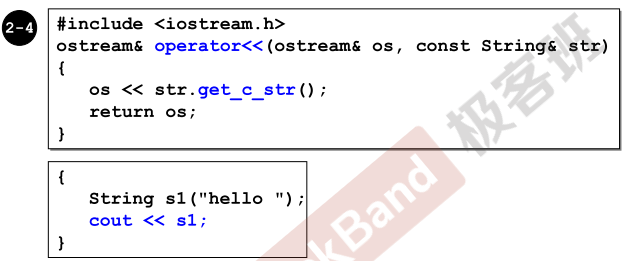 2-4
#include <iostream.h>
ostream& operator<<(ostream& os, const String& str)
{
   os << str.get_c_str();
   return os;
}
{
   String s1("hello ");
   cout << s1;
}
kBand 极客班